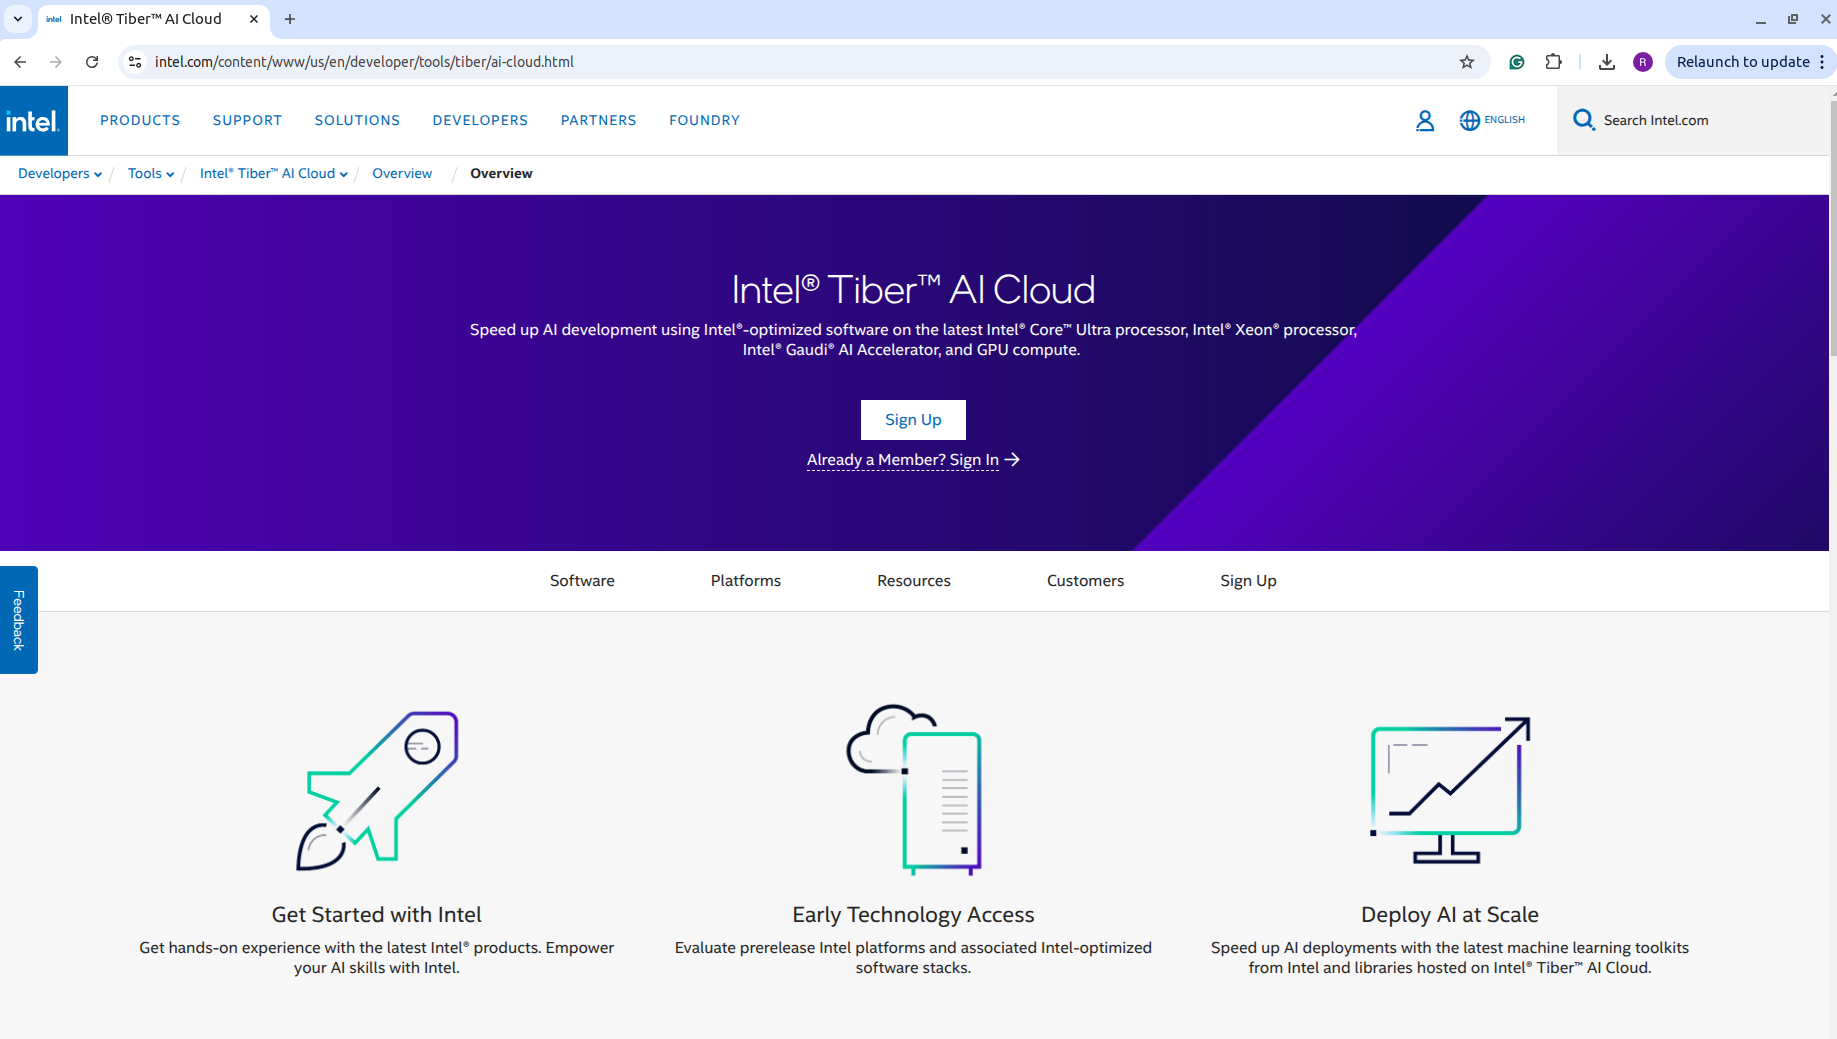 intel Intel® Tiber™ AI Cloud
intel.com/content/www/us/en/developer/tools/tiber/ai-cloud.html
R
Relaunch to update
intel.
PRODUCTS
SUPPORT
SOLUTIONS
DEVELOPERS
PARTNERS
FOUNDRY
ENGLISH
Search Intel.com
Developers / Tools / Intel® Tiber™ AI Cloud / Overview / Overview
Intel® Tiber™ AI Cloud
Speed up AI development using Intel®-optimized software on the latest Intel® Core™ Ultra processor, Intel® Xeon® processor,
Intel® Gaudi® AI Accelerator, and GPU compute.
Sign Up
Already a Member? Sign In
Software
Platforms
Resources
Customers
Sign Up
Feedback
Get Started with Intel
Get hands-on experience with the latest Intel® products. Empower
your AI skills with Intel.
Early Technology Access
Evaluate prerelease Intel platforms and associated Intel-optimized
software stacks.
Deploy AI at Scale
Speed up AI deployments with the latest machine learning toolkits
from Intel and libraries hosted on Intel® Tiber™ AI Cloud.